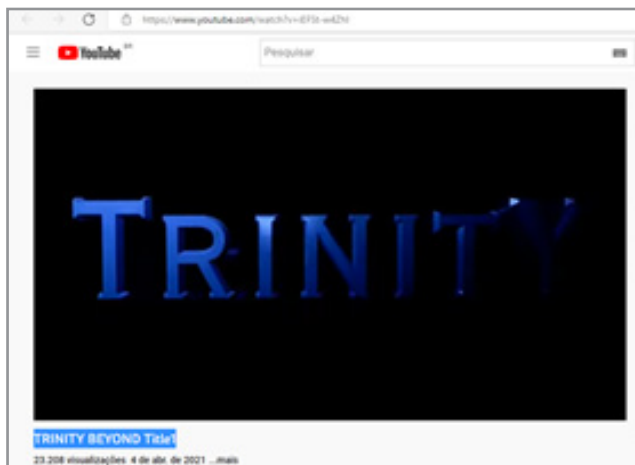 https://www.youtube.com/watch?v=
YouTube BR
Pesquisar
TRINITY
TRINITY BEYOND Title1
23.208 visualizações 4 de abr. de 2021 ...mais